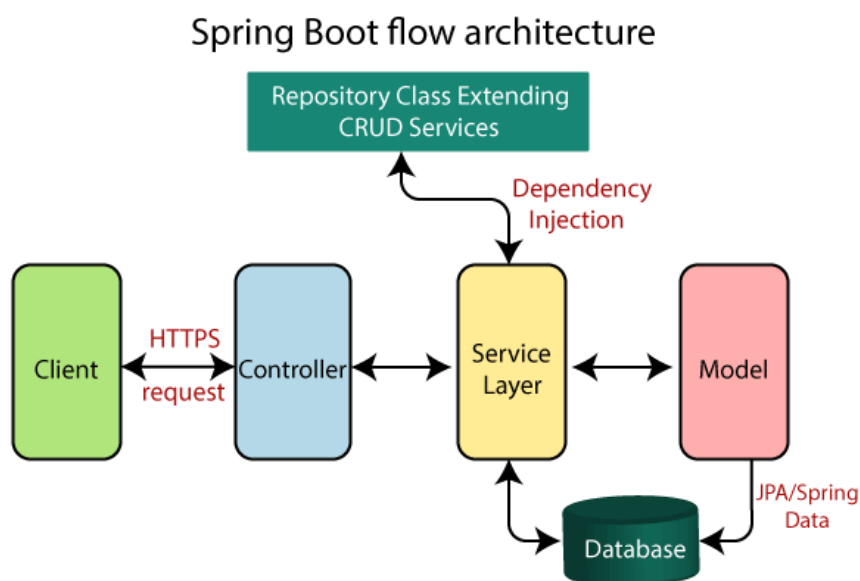 Spring Boot flow architecture
Repository Class Extending
CRUD Services
Dependency
Injection
Client
HTTPS
request
Controller
Service
Layer
Model
JPA/Spring
Data
Database